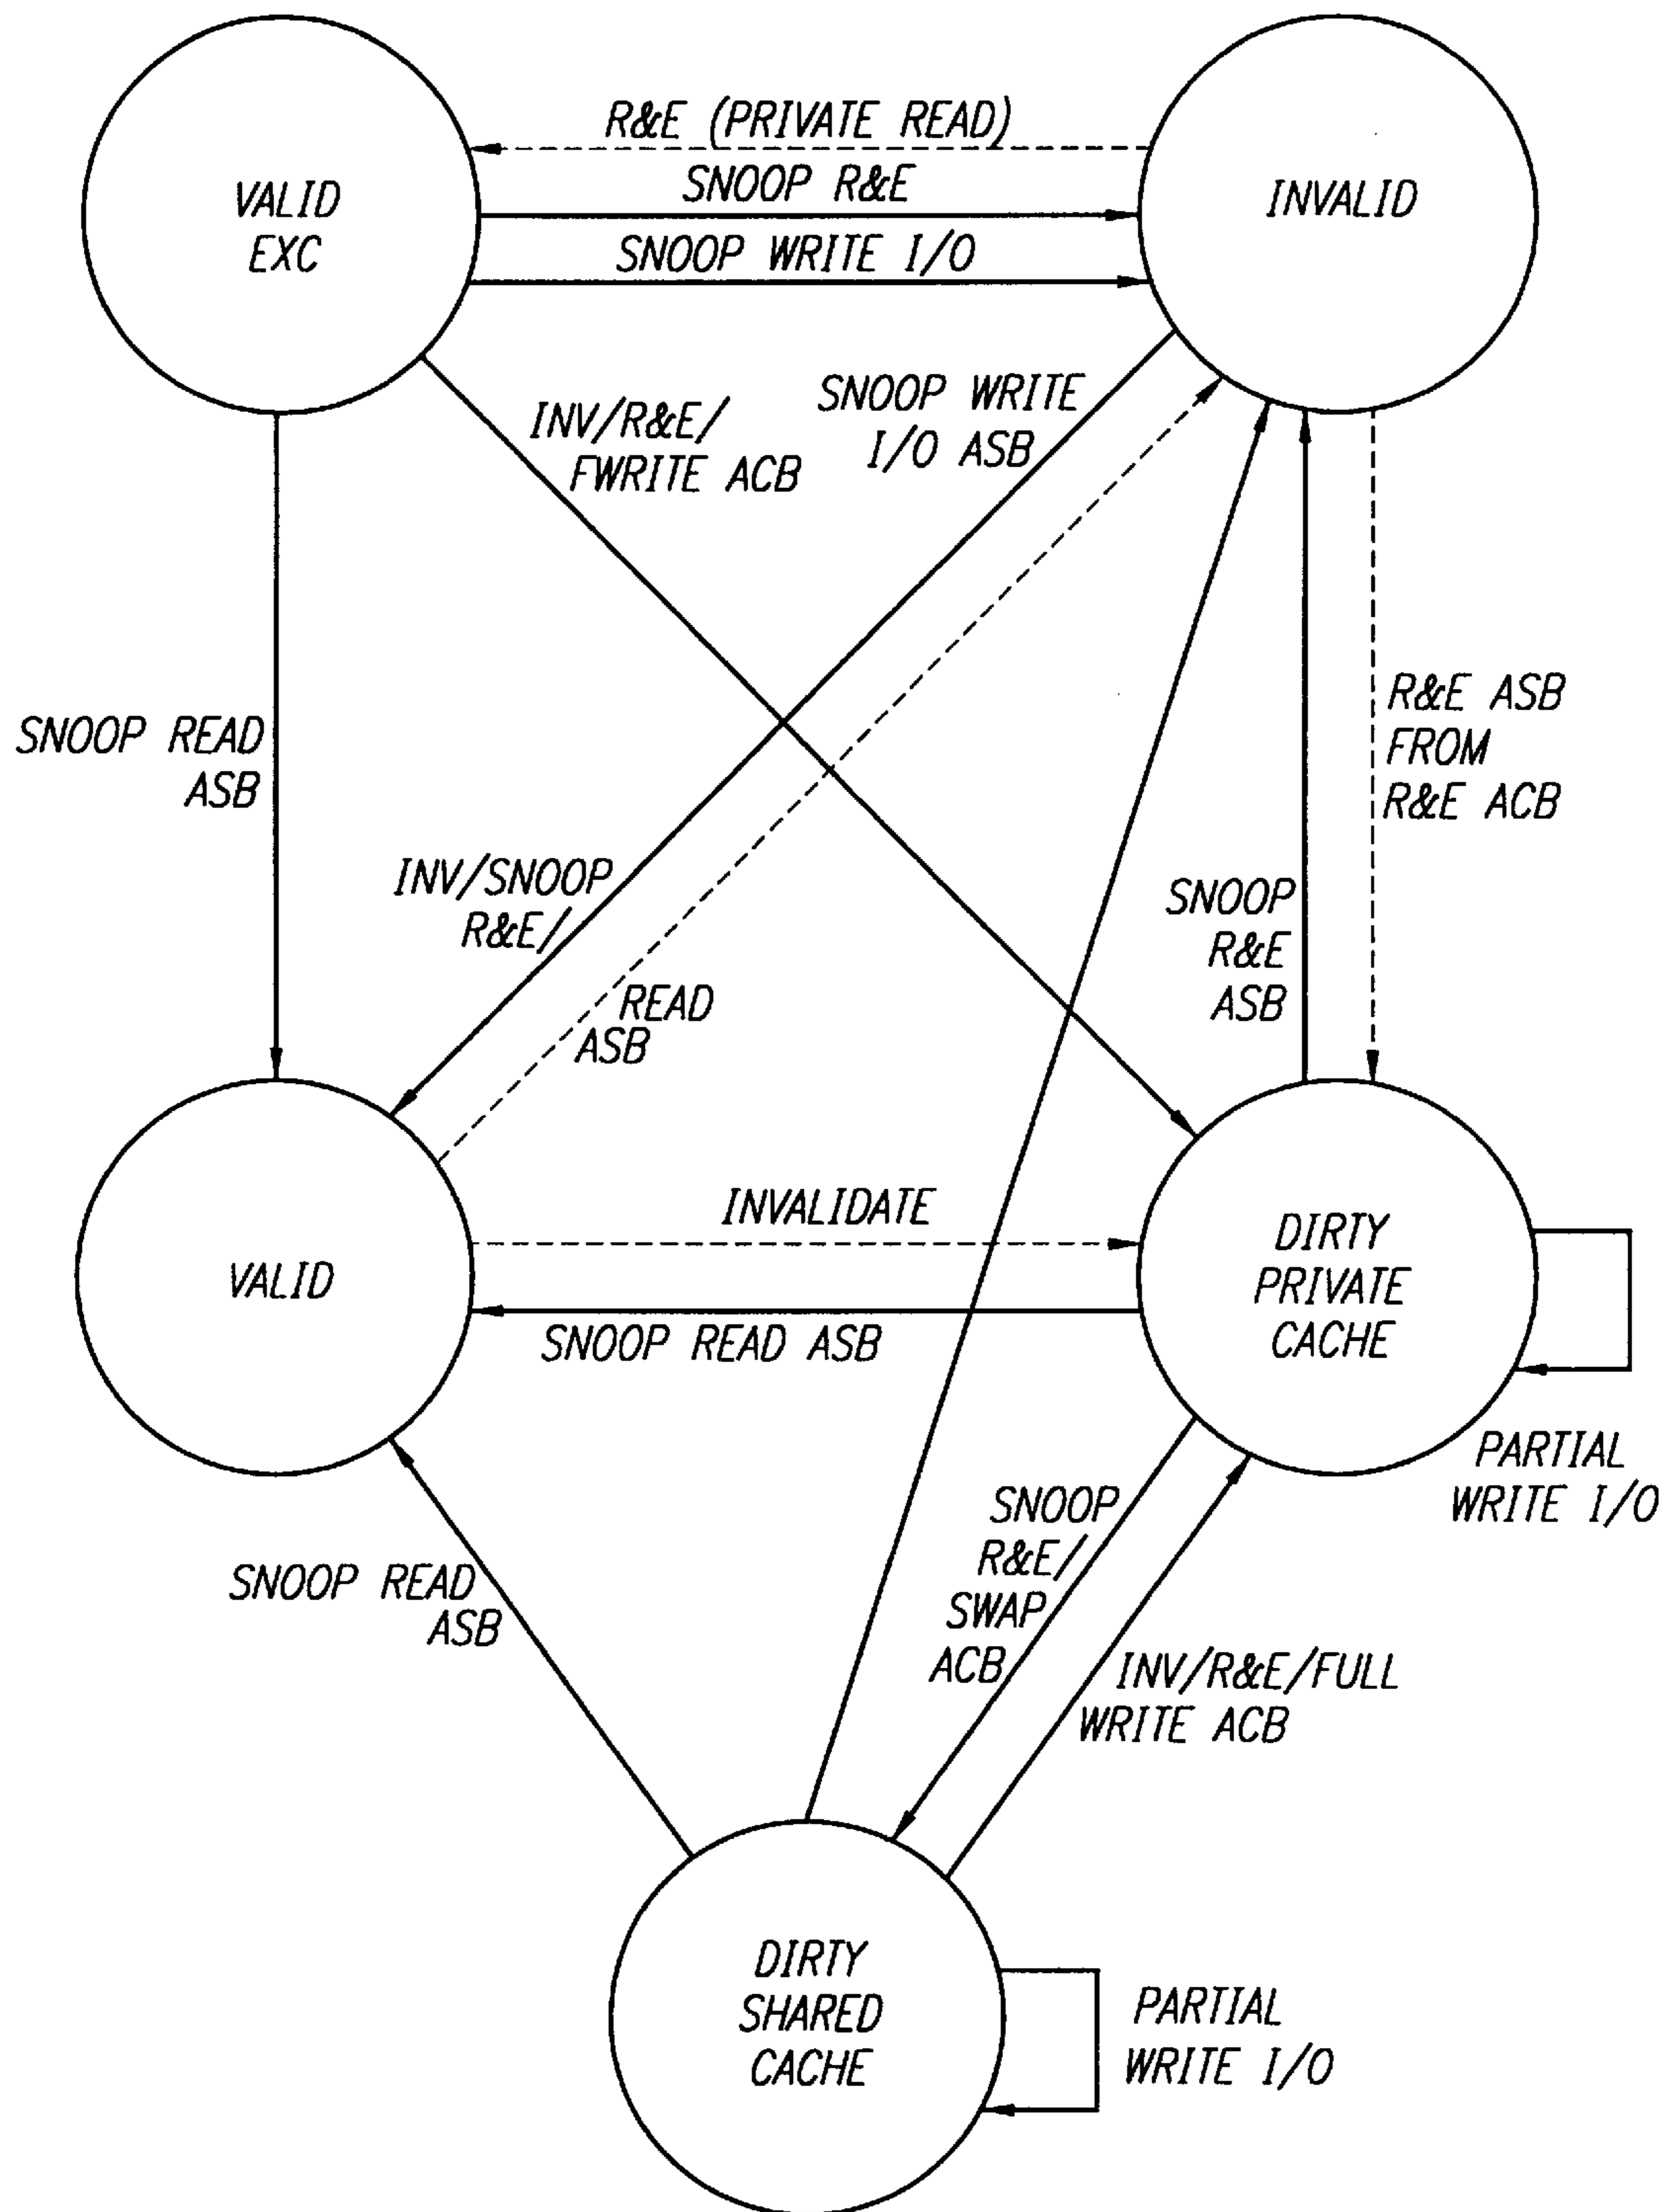 R&E (PRIVATE READ)
VALID
EXC
SNOOP R&E
INVALID
SNOOP WRITE I/O
INV/R&E/
FWRITE ACB
SNOOP WRITE
I/O ASB
SNOOP READ
ASB
R&E ASB
FROM
R&E ACB
INV/SNOOP
R&E/
SNOOP
R&E
ASB
READ
ASB
INVALIDATE
VALID
DIRTY
PRIVATE
CACHE
SNOOP READ ASB
PARTIAL
WRITE I/O
SNOOP
R&E/
SWAP
ACB
SNOOP READ
ASB
INV/R&E/FULL
WRITE ACB
DIRTY
SHARED
CACHE
PARTIAL
WRITE I/O